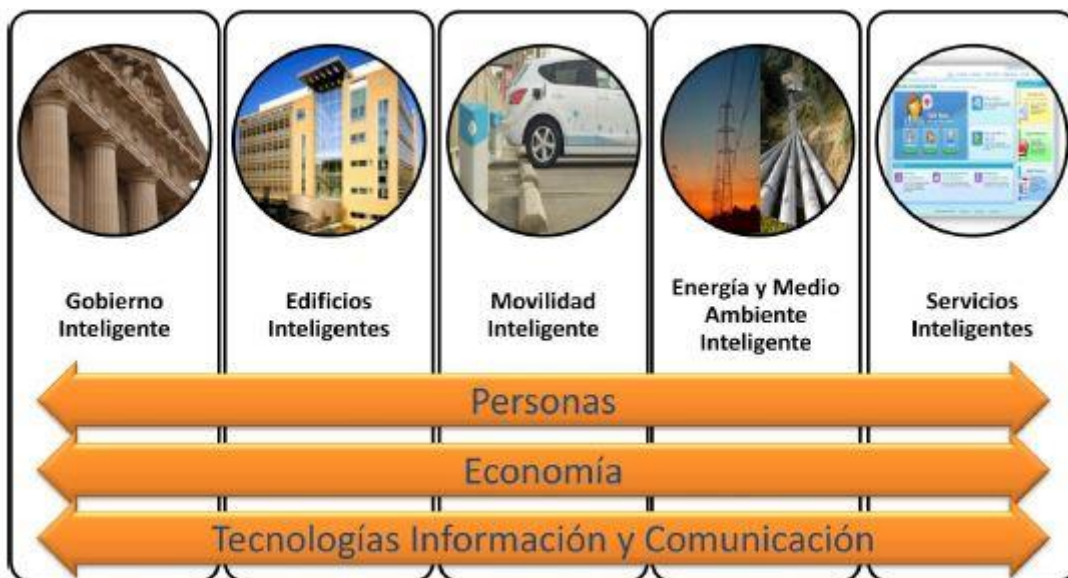 Gobierno
Inteligente
Edificios
Inteligentes
Movilidad
Inteligente
Energía y Medio
Ambiente
Inteligente
Servicios
Inteligentes
Personas
Economía
Tecnologías Información y Comunicación